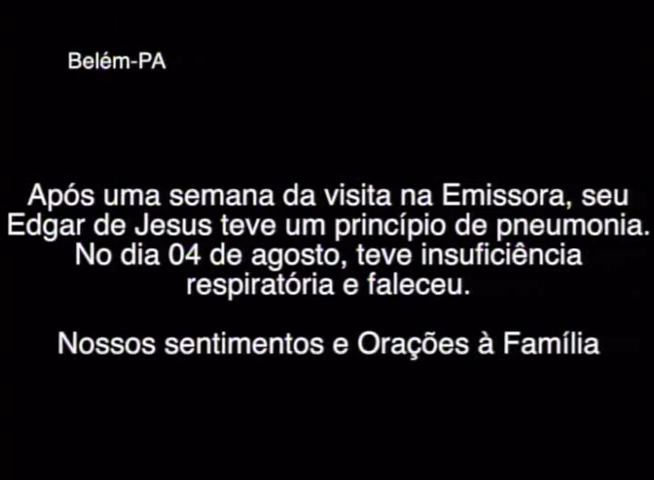 Belém-PA
Após uma semana da visita na Emissora, seu
Edgar de Jesus teve um princípio de pneumonia.
No dia 04 de agosto, teve insuficiência
respiratória e faleceu.
Nossos sentimentos e Orações à Família